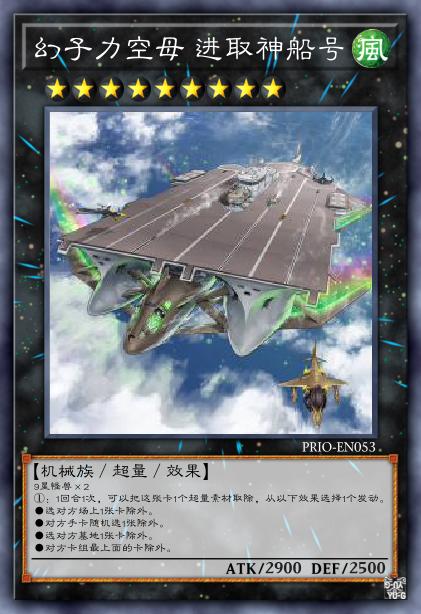 幻子力空母 进取神船号 風
PRIO-EN053
【机械族／超量／效果】
9星怪兽×2
①：1回合1次，可以把这张卡1个超量素材取除，从以下效果选择1个发动。
●选对方场上1张卡除外。
●对方手卡随机选1张除外。
●选对方墓地1张卡除外。
●对方卡组最上面的卡除外。
ATK/2900 DEF/2500